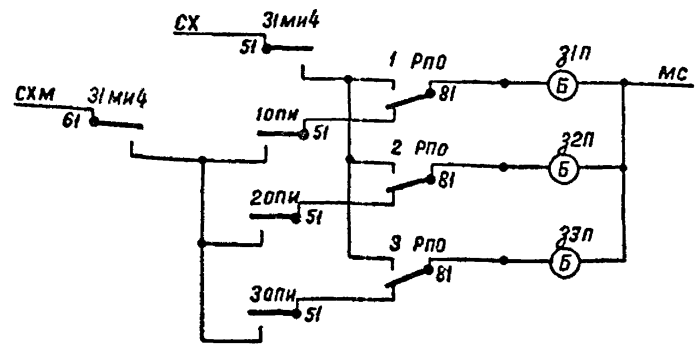 СХ
31МИ4
51
СХМ
31МИ4
61
1 РПО
81
31П
Б
МС
1ОПИ
51
2 РПО
81
32П
Б
2ОПИ
51
3 РПО
81
33П
Б
3ОПИ
51